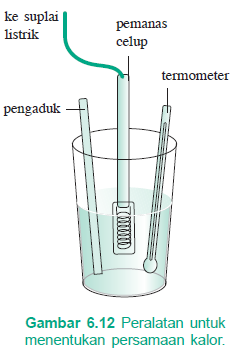 ke suplai
listrik
pemanas
celup
termometer
pengaduk
Gambar 6.12 Peralatan untuk
menentukan persamaan kalor.